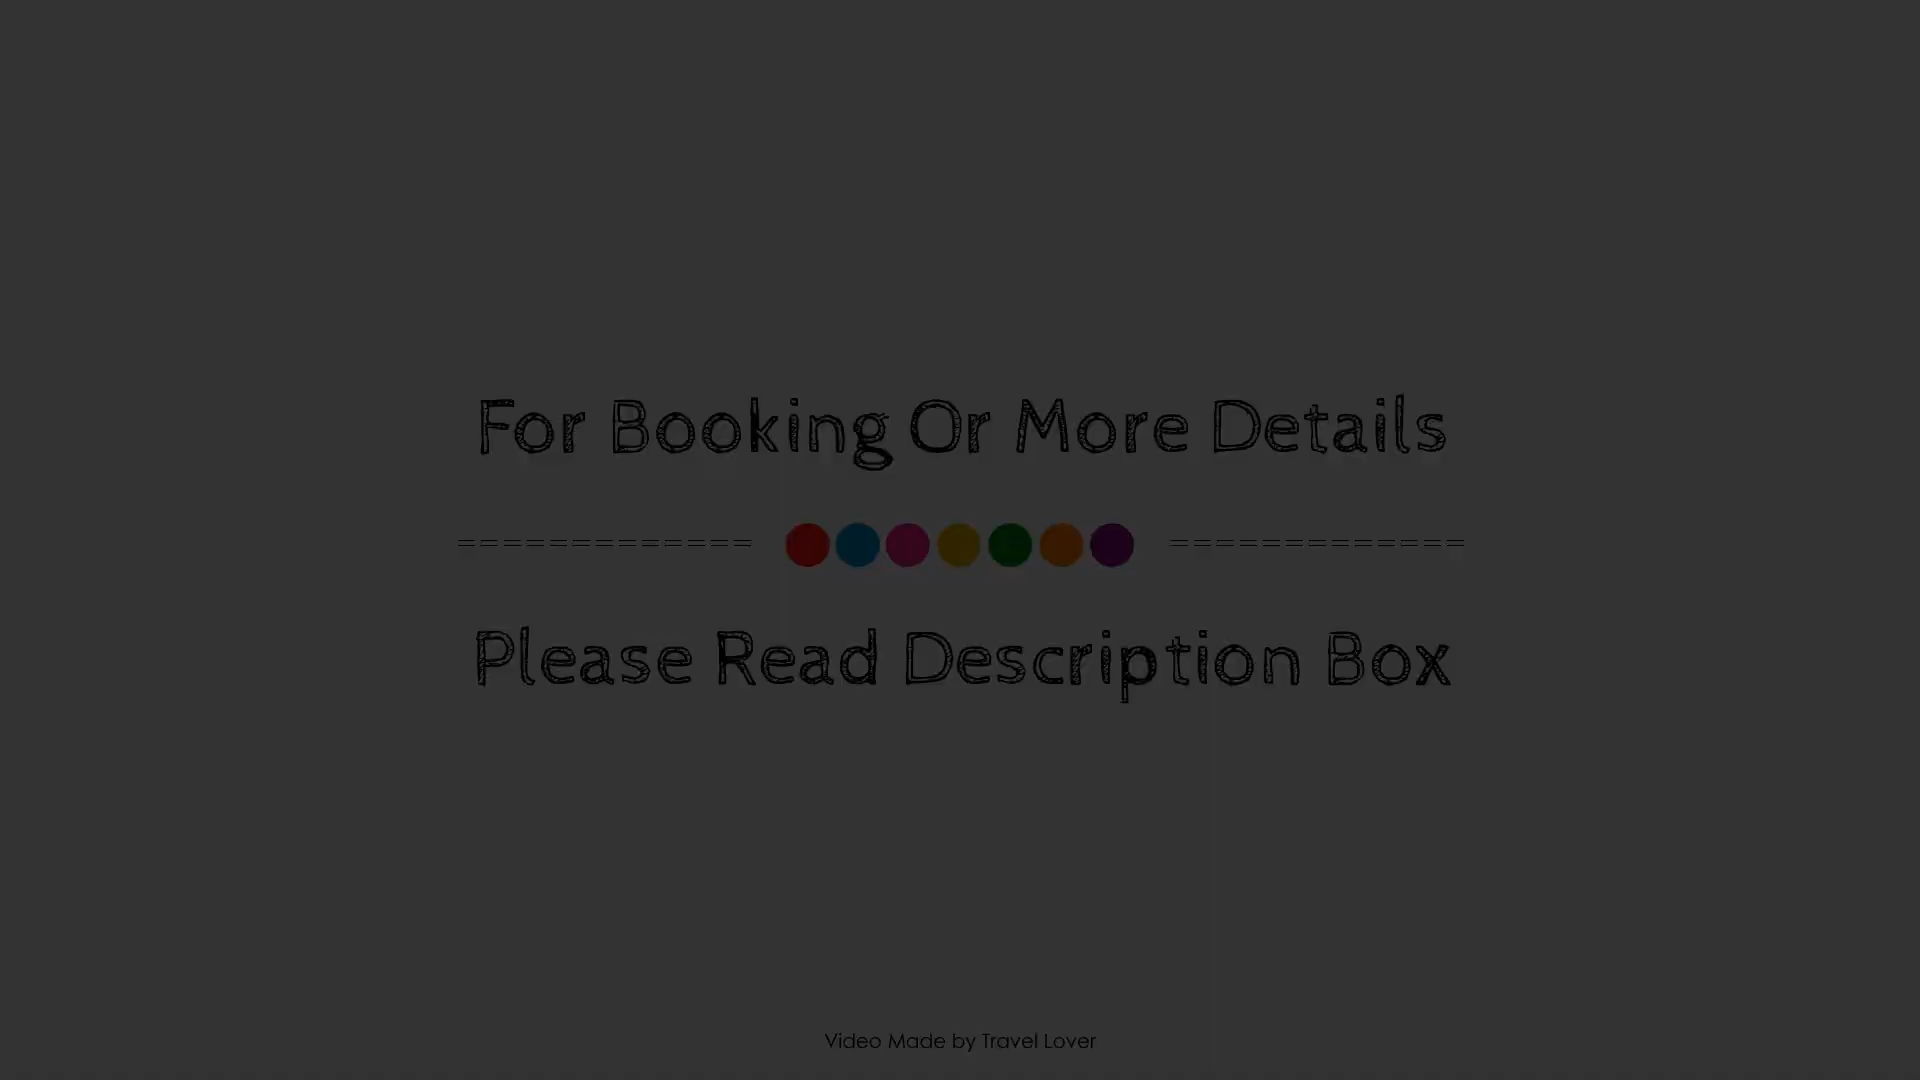 For Booking Or More Details
============= =============
Please Read Description Box
Video Made by Travel Lover